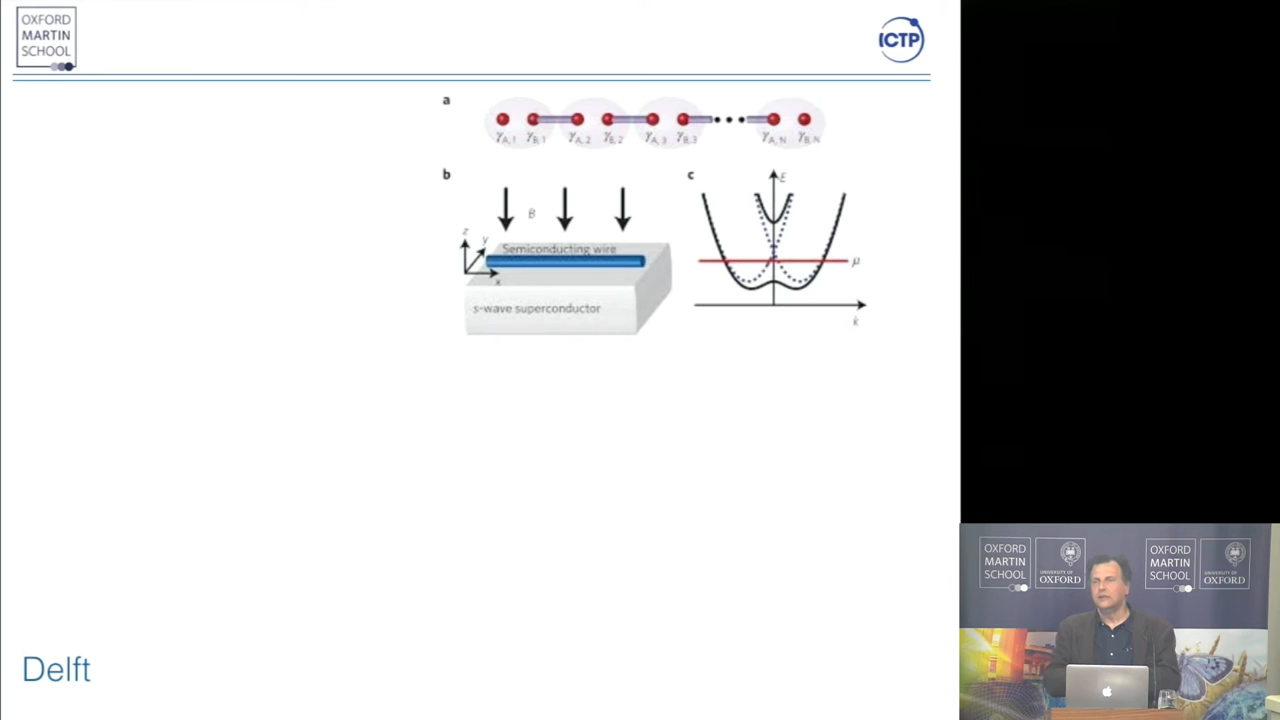 OXFORD
MARTIN
SCHOOL
ICTP
a
γA,1 γB,1 γA,2 γB,2 γA,3 γB,3 γA,N γB,N
b
B
z
y
x
Semiconducting wire
s-wave superconductor
c
E
μ
k
Delft
OXFORD
MARTIN
SCHOOL
UNIVERSITY OF
OXFORD
OXFORD
MARTIN
SCHOOL
UNIVERSITY OF
OXFORD